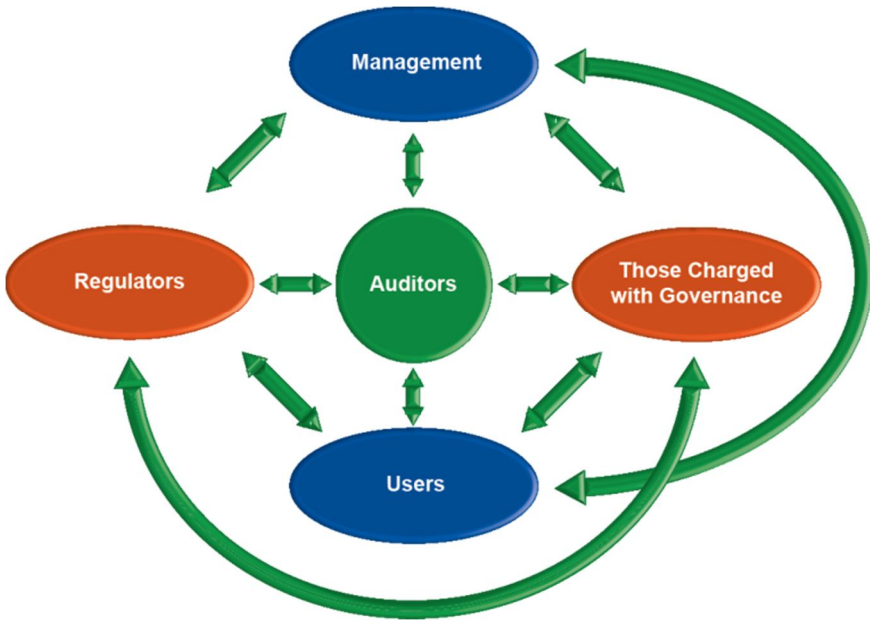 Management
Regulators
Auditors
Those Charged
with Governance
Users